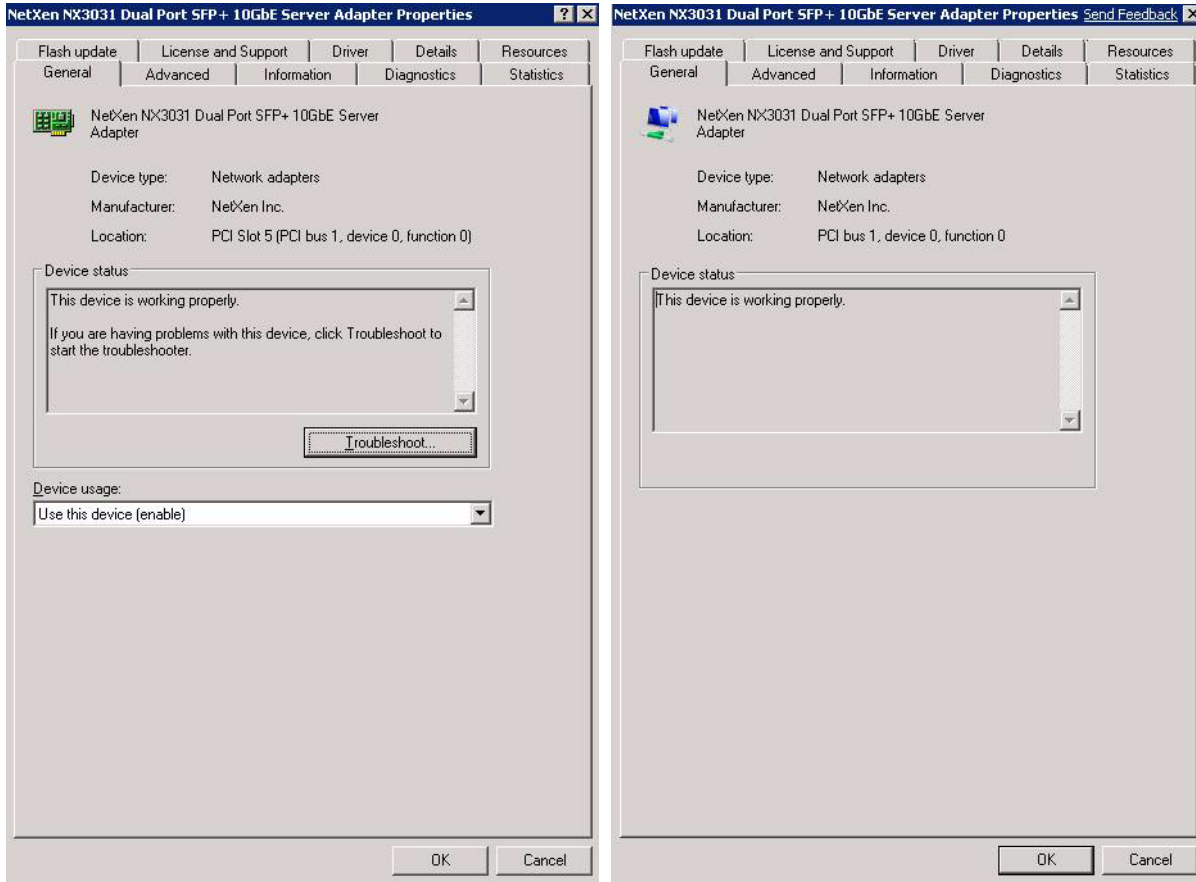 NetXen NX3031 Dual Port SFP+ 10GbE Server Adapter Properties
Flash update License and Support Driver Details Resources
General Advanced Information Diagnostics Statistics
NetXen NX3031 Dual Port SFP+ 10GbE Server
Adapter
Device type: Network adapters
Manufacturer: NetXen Inc.
Location: PCI Slot 5 (PCI bus 1, device 0, function 0)
Device status
This device is working properly.
If you are having problems with this device, click Troubleshoot to
start the troubleshooter.
Troubleshoot...
Device usage:
Use this device (enable)
OK Cancel
NetXen NX3031 Dual Port SFP+ 10GbE Server Adapter Properties Send Feedback
Flash update License and Support Driver Details Resources
General Advanced Information Diagnostics Statistics
NetXen NX3031 Dual Port SFP+ 10GbE Server
Adapter
Device type: Network adapters
Manufacturer: NetXen Inc.
Location: PCI bus 1, device 0, function 0
Device status
This device is working properly.
OK Cancel